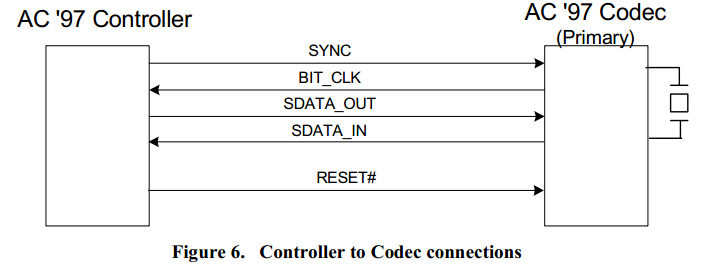 AC '97 Controller
AC '97 Codec
(Primary)
SYNC
BIT_CLK
SDATA_OUT
SDATA_IN
RESET#
Figure 6. Controller to Codec connections